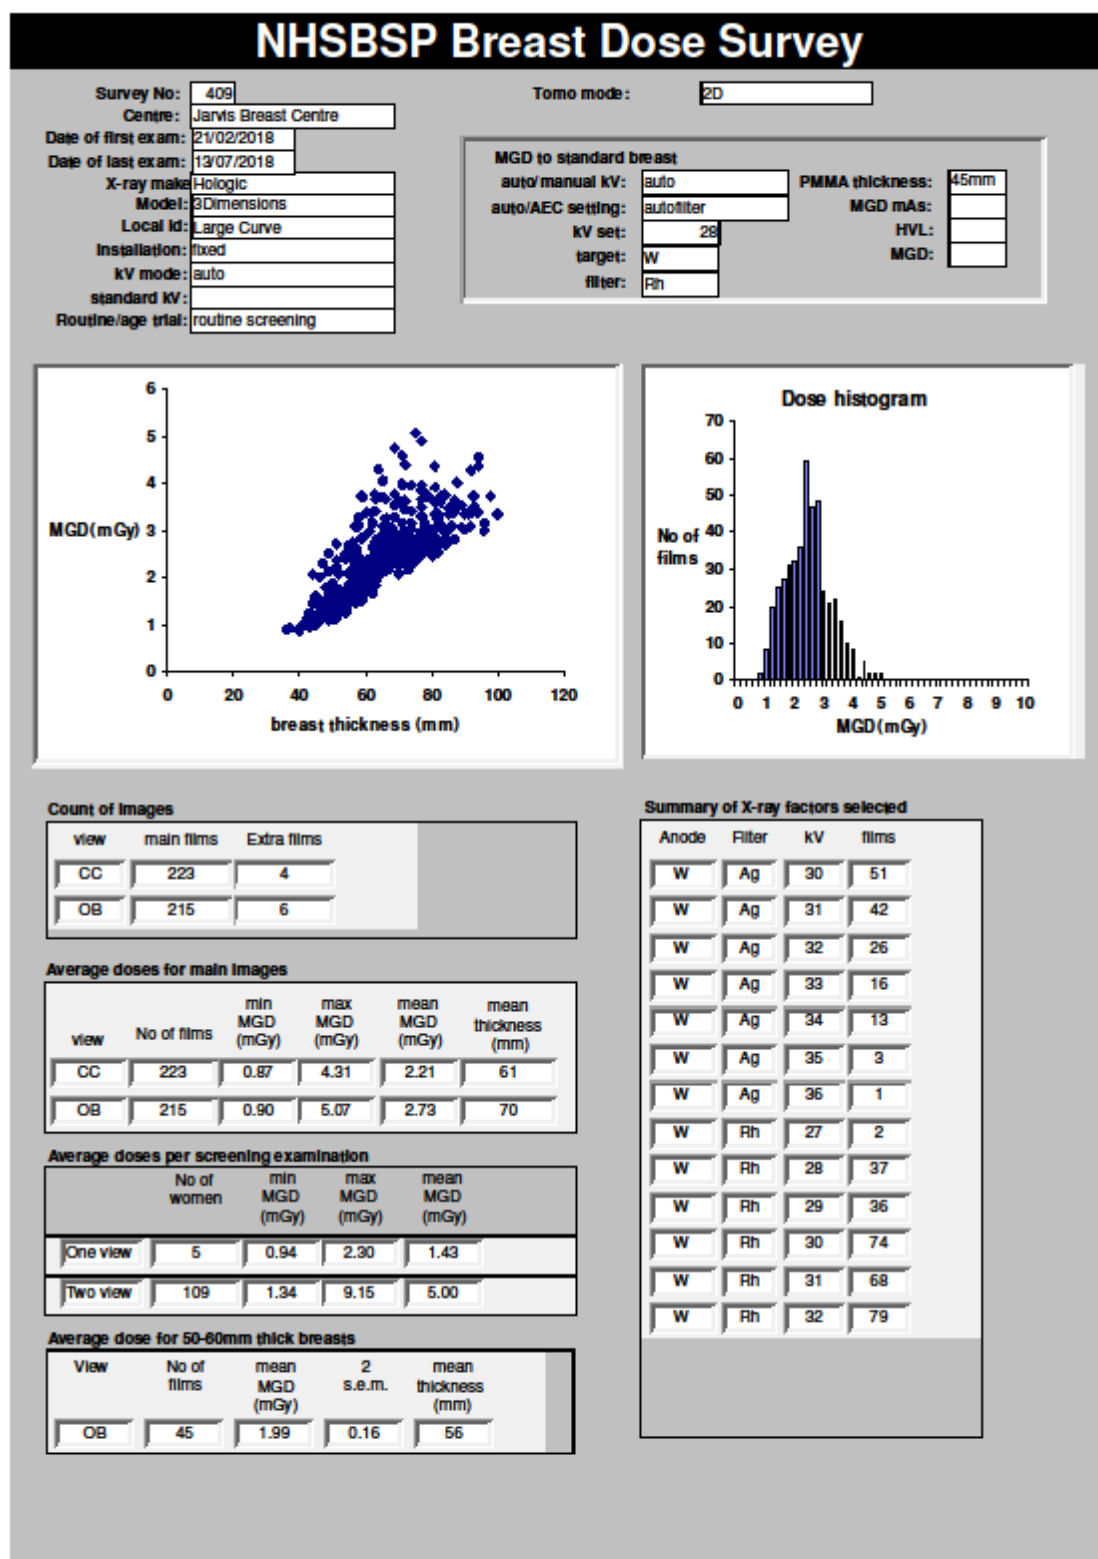 NHSBSP Breast Dose Survey
Survey No: 409
Tomo mode: 2D
Centre: Jarvis Breast Centre
Date of first exam: 21/02/2018
Date of last exam: 13/07/2018
X-ray make Hologic
Model: 3Dimensions
Local Id: Large Curve
Installation: fixed
kV mode: auto
standard kV:
Routine/age trial: routine screening
MGD to standard breast
auto/manual kV: auto PMMA thickness: 45mm
auto/AEC setting: autofilter MGD mAs:
kV set: 28 HVL:
target: W MGD:
filter: Rh
6
5
4
MGD(mGy) 3
2
1
0
0 20 40 60 80 100 120
breast thickness (mm)
Dose histogram
70
60
50
No of films 40
30
20
10
0
0 1 2 3 4 5 6 7 8 9 10
MGD(mGy)
Count of Images
view main films Extra films
CC 223 4
OB 215 6
Average doses for main Images
view No of films min MGD (mGy) max MGD (mGy) mean MGD (mGy) mean thickness (mm)
CC 223 0.87 4.31 2.21 61
OB 215 0.90 5.07 2.73 70
Average doses per screening examination
No of women min MGD (mGy) max MGD (mGy) mean MGD (mGy)
One view 5 0.94 2.30 1.43
Two view 109 1.34 9.15 5.00
Average dose for 50-60mm thick breasts
View No of films mean MGD (mGy) 2 s.e.m. mean thickness (mm)
OB 45 1.99 0.16 56
Summary of X-ray factors selected
Anode Filter kV films
W Ag 30 51
W Ag 31 42
W Ag 32 26
W Ag 33 16
W Ag 34 13
W Ag 35 3
W Ag 36 1
W Rh 27 2
W Rh 28 37
W Rh 29 36
W Rh 30 74
W Rh 31 68
W Rh 32 79